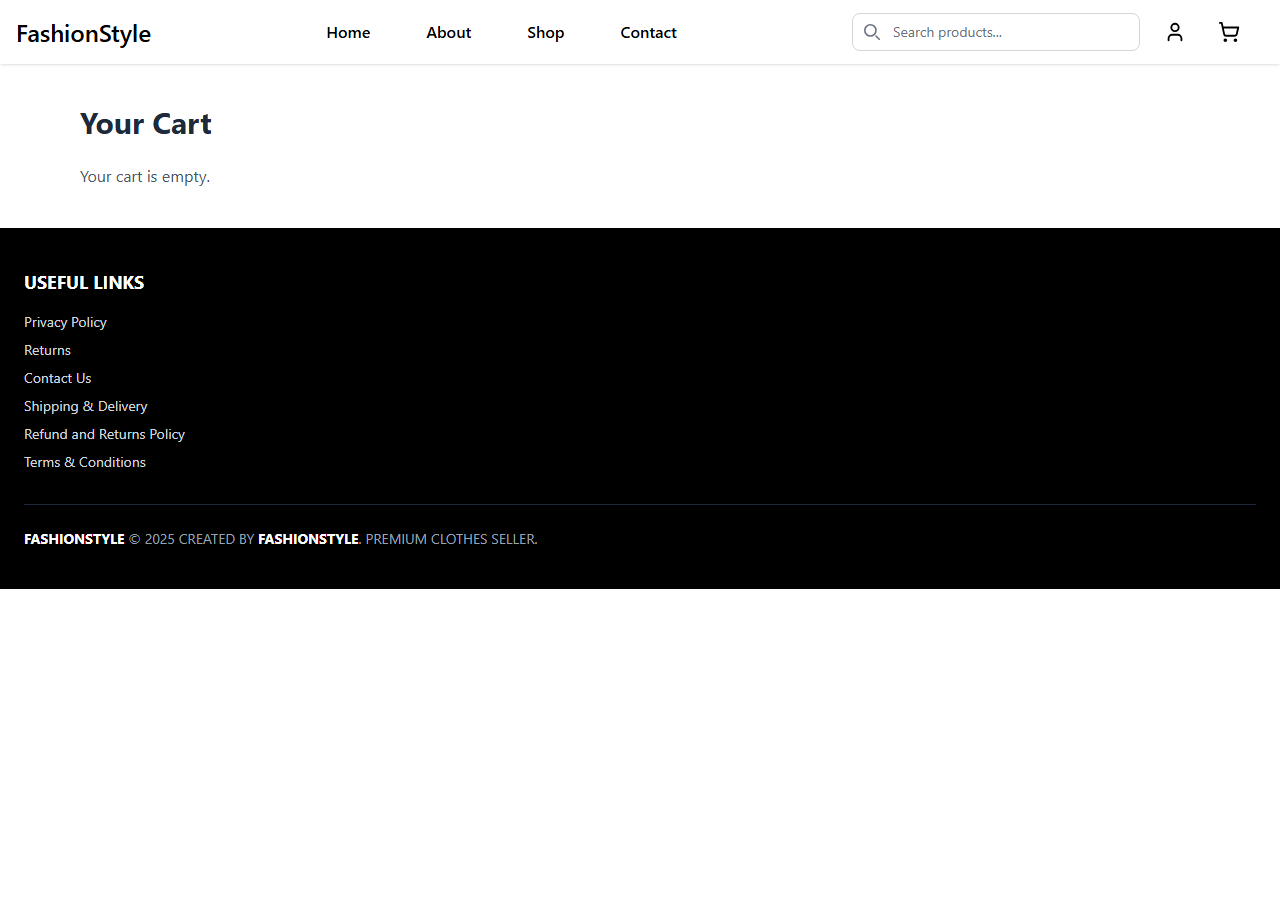 FashionStyle
Home
About
Shop
Contact
Search products...
Your Cart
Your cart is empty.
USEFUL LINKS
Privacy Policy
Returns
Contact Us
Shipping & Delivery
Refund and Returns Policy
Terms & Conditions
FASHIONSTYLE © 2025 CREATED BY FASHIONSTYLE. PREMIUM CLOTHES SELLER.